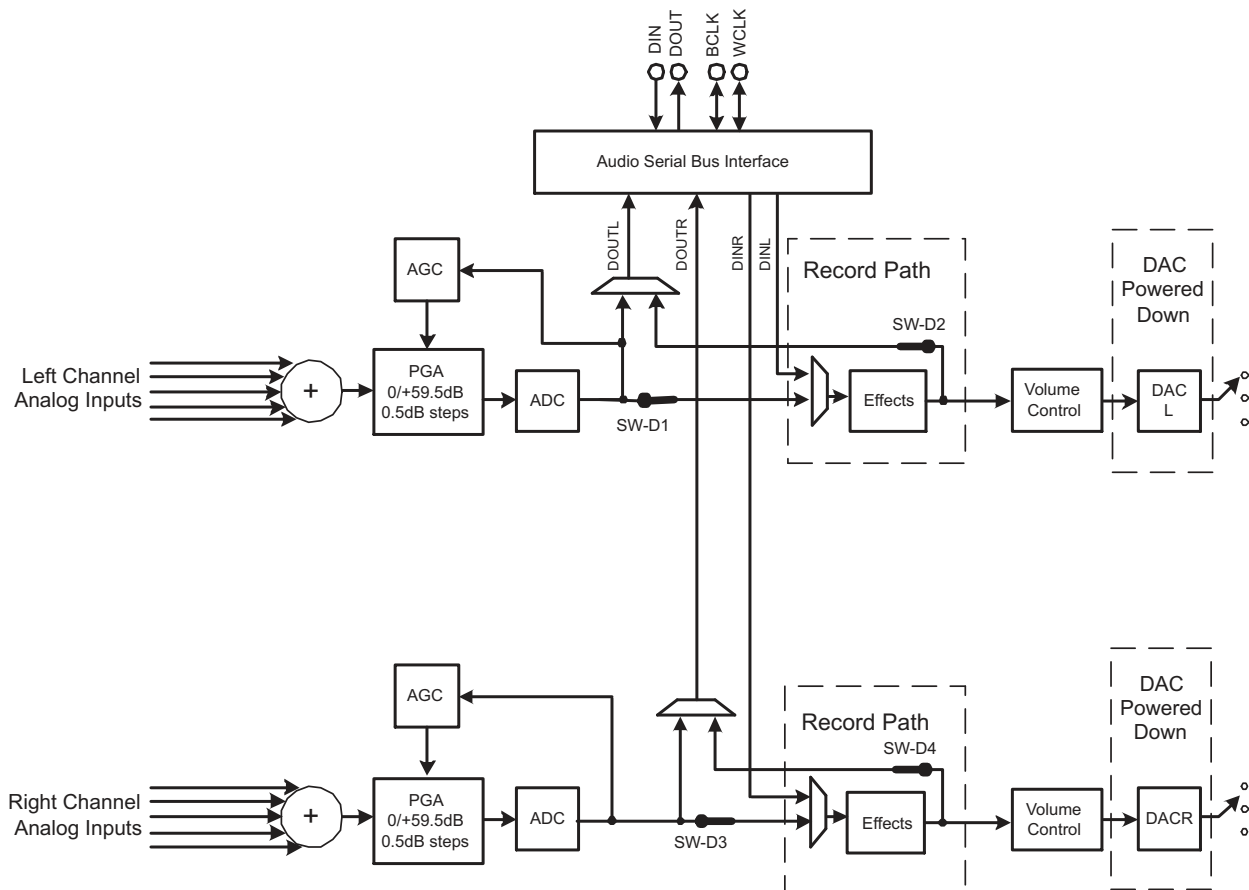 DIN
DOUT
BCLK
WCLK
Audio Serial Bus Interface
DOUTL
DOUTR
DINR
DINL
Record Path
DAC
Powered
Down
AGC
SW-D2
Left Channel
Analog Inputs
+
PGA
0/+59.5dB
0.5dB steps
ADC
SW-D1
Effects
Volume
Control
DAC
L
AGC
Record Path
DAC
Powered
Down
SW-D4
Right Channel
Analog Inputs
+
PGA
0/+59.5dB
0.5dB steps
ADC
SW-D3
Effects
Volume
Control
DACR